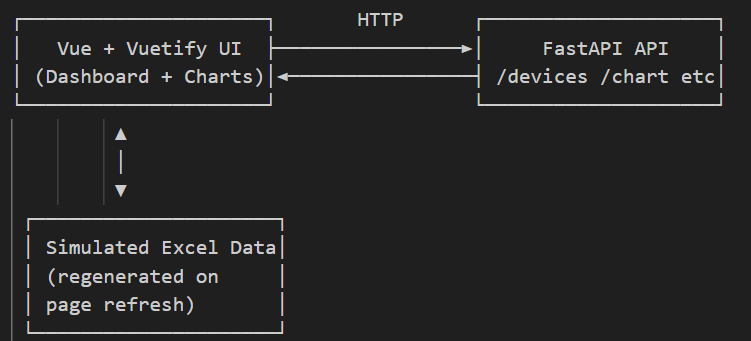 HTTP
Vue + Vuetify UI
(Dashboard + Charts)
FastAPI API
/devices /chart etc
Simulated Excel Data
(regenerated on
page refresh)